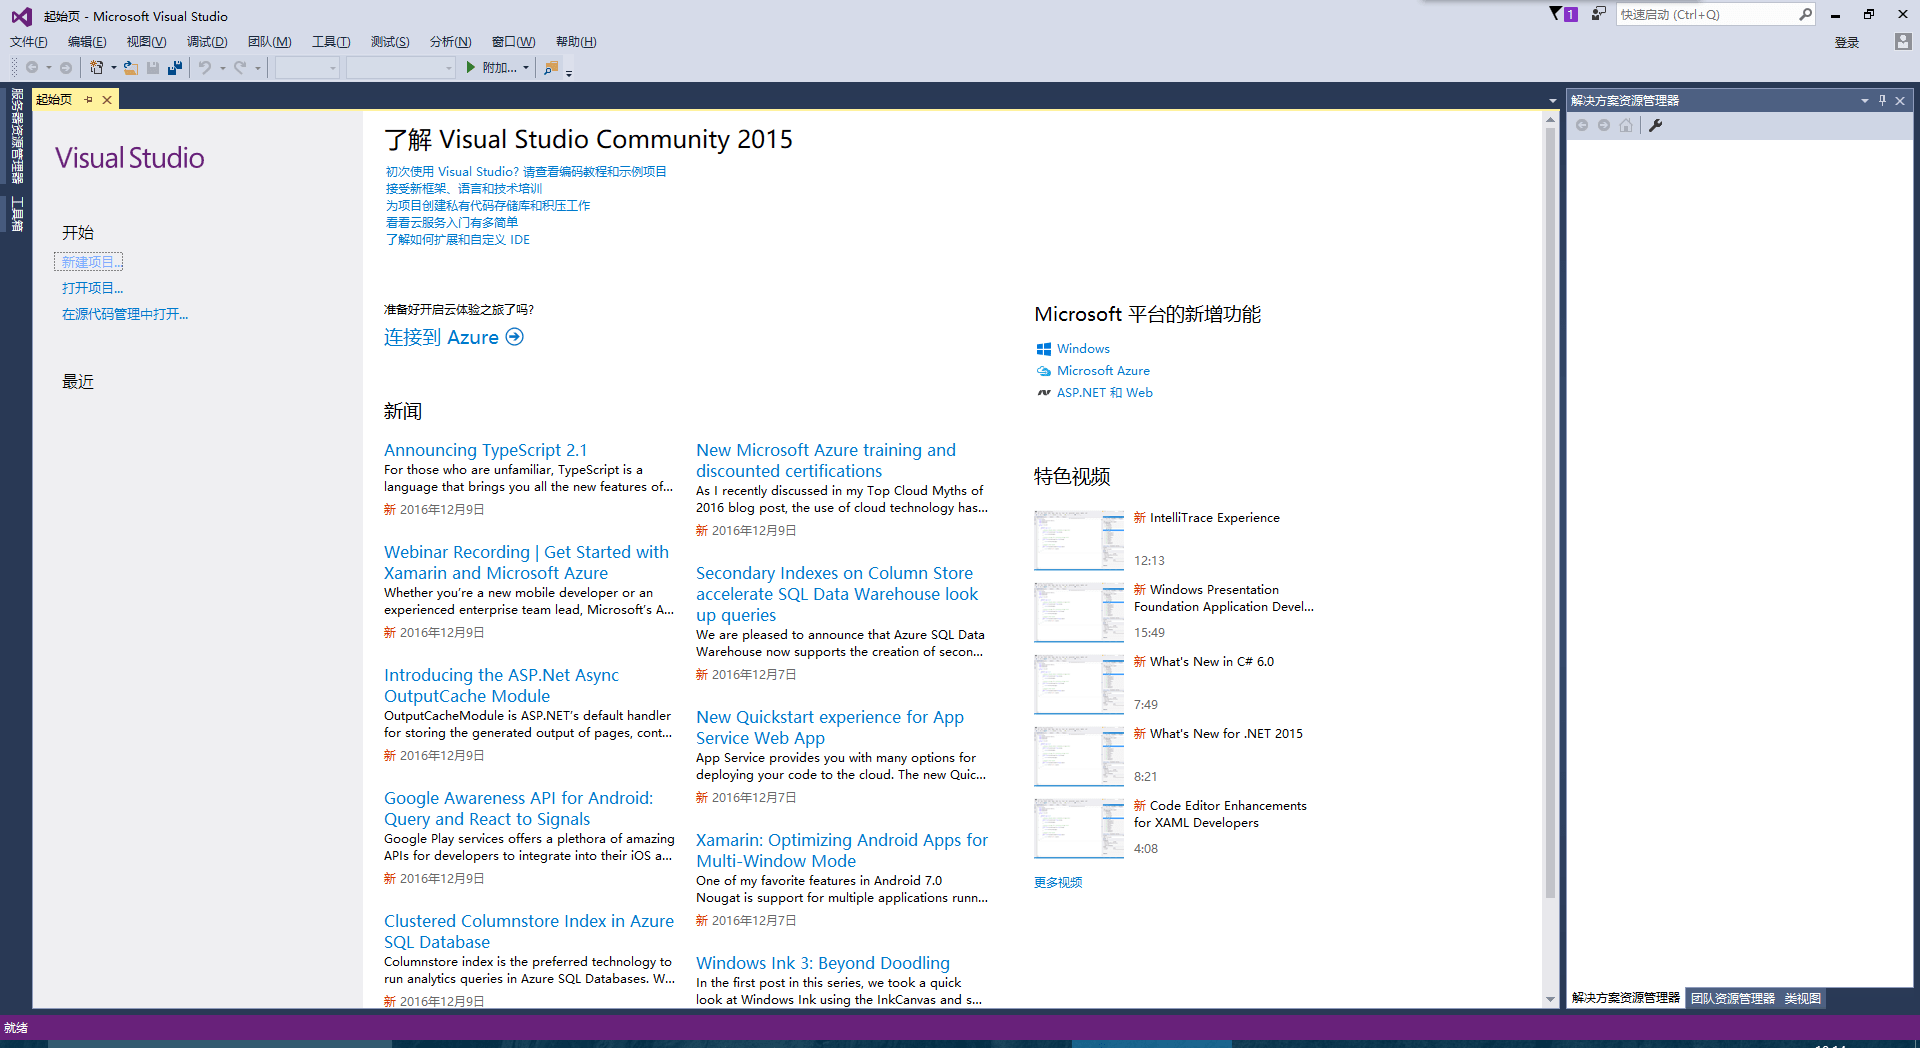 起始页 - Microsoft Visual Studio
1
快速启动 (Ctrl+Q)
文件(F) 编辑(E) 视图(V) 调试(D) 团队(M) 工具(T) 测试(S) 分析(N) 窗口(W) 帮助(H)
登录
附加...
服务器资源管理器
工具箱
起始页
Visual Studio
开始
新建项目...
打开项目...
在源代码管理中打开...
最近
了解 Visual Studio Community 2015
初次使用 Visual Studio? 请查看编码教程和示例项目
接受新框架、语言和技术培训
为项目创建私有代码存储库和积压工作
看看云服务入门有多简单
了解如何扩展和自定义 IDE
准备好开启云体验之旅了吗?
连接到 Azure
新闻
Announcing TypeScript 2.1
For those who are unfamiliar, TypeScript is a
language that brings you all the new features of...
新 2016年12月9日
Webinar Recording | Get Started with
Xamarin and Microsoft Azure
Whether you’re a new mobile developer or an
experienced enterprise team lead, Microsoft’s A...
新 2016年12月9日
Introducing the ASP.Net Async
OutputCache Module
OutputCacheModule is ASP.NET’s default handler
for storing the generated output of pages, cont...
新 2016年12月9日
Google Awareness API for Android:
Query and React to Signals
Google Play services offers a plethora of amazing
APIs for developers to integrate into their iOS a...
新 2016年12月9日
Clustered Columnstore Index in Azure
SQL Database
Columnstore index is the preferred technology to
run analytics queries in Azure SQL Databases. W...
新 2016年12月9日
New Microsoft Azure training and
discounted certifications
As I recently discussed in my Top Cloud Myths of
2016 blog post, the use of cloud technology has...
新 2016年12月9日
Secondary Indexes on Column Store
accelerate SQL Data Warehouse look
up queries
We are pleased to announce that Azure SQL Data
Warehouse now supports the creation of secon...
新 2016年12月7日
New Quickstart experience for App
Service Web App
App Service provides you with many options for
deploying your code to the cloud. The new Quic...
新 2016年12月7日
Xamarin: Optimizing Android Apps for
Multi-Window Mode
One of my favorite features in Android 7.0
Nougat is support for multiple applications runn...
新 2016年12月7日
Windows Ink 3: Beyond Doodling
In the first post in this series, we took a quick
look at Windows Ink using the InkCanvas and s...
Microsoft 平台的新增功能
Windows
Microsoft Azure
ASP.NET 和 Web
特色视频
新 IntelliTrace Experience
12:13
新 Windows Presentation
Foundation Application Devel...
15:49
新 What's New in C# 6.0
7:49
新 What's New for .NET 2015
8:21
新 Code Editor Enhancements
for XAML Developers
4:08
更多视频
解决方案资源管理器
解决方案资源管理器 团队资源管理器 类视图
就绪